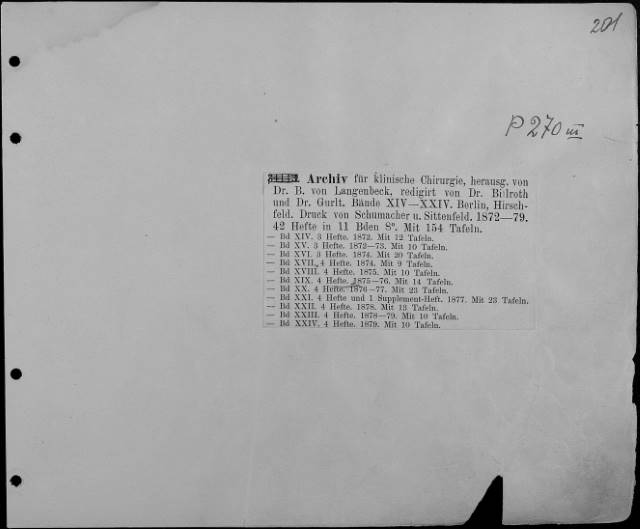 201
P 270 III
Archiv für klinische Chirurgie, herausg. von
Dr. B. von Langenbeck, redigirt von Dr. Billroth
und Dr. Gurlt. Bände XIV—XXIV. Berlin, Hirsch-
feld. Druck von Schumacher u. Sittenfeld. 1872—79.
42 Hefte in 11 Bden 8°. Mit 154 Tafeln.
— Bd XIV. 3 Hefte. 1872. Mit 12 Tafeln.
— Bd XV. 3 Hefte. 1872—73. Mit 10 Tafeln.
— Bd XVI. 3 Hefte. 1874. Mit 20 Tafeln.
— Bd XVII. 4 Hefte. 1874. Mit 9 Tafeln.
— Bd XVIII. 4 Hefte. 1875. Mit 10 Tafeln.
— Bd XIX. 4 Hefte. 1875—76. Mit 14 Tafeln.
— Bd XX. 4 Hefte. 1876—77. Mit 23 Tafeln.
— Bd XXI. 4 Hefte und 1 Supplement-Heft. 1877. Mit 23 Tafeln.
— Bd XXII. 4 Hefte. 1878. Mit 13 Tafeln.
— Bd XXIII. 4 Hefte. 1878—79. Mit 10 Tafeln.
— Bd XXIV. 4 Hefte. 1879. Mit 10 Tafeln.